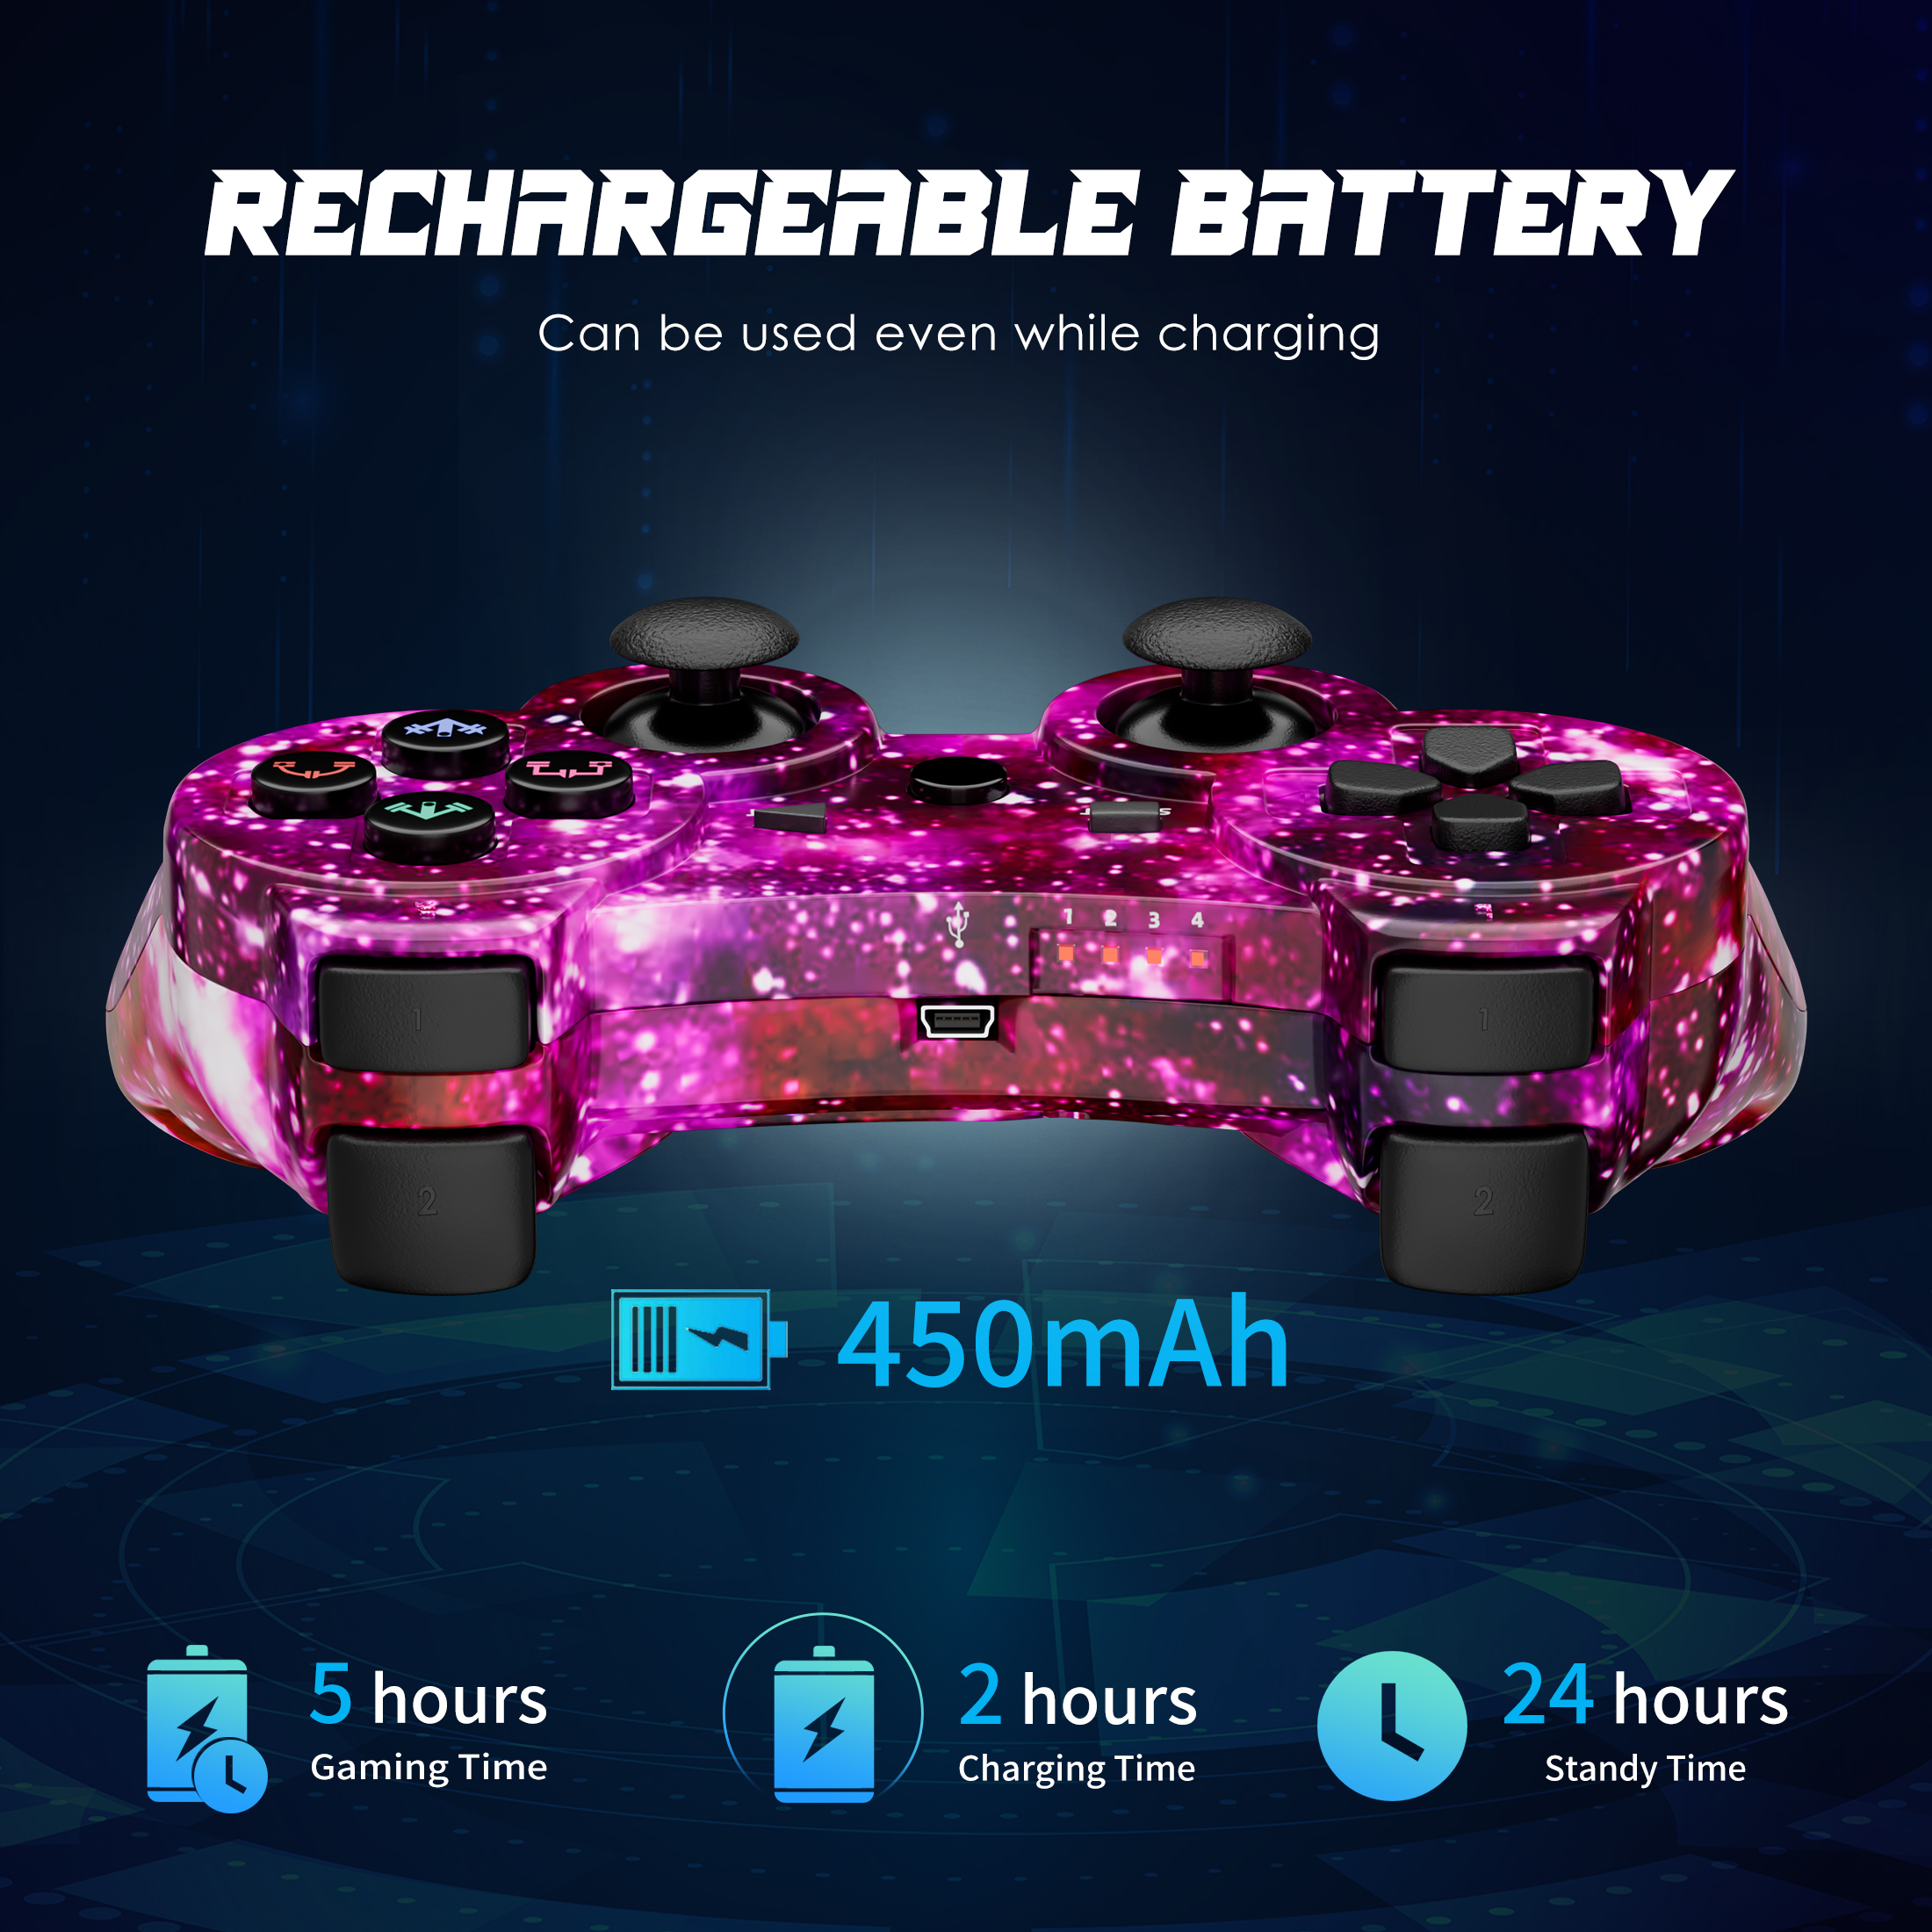 RECHARGEABLE BATTERY
Can be used even while charging
1 2 3 4
1
1
2
2
450mAh
5 hours
Gaming Time
2 hours
Charging Time
24 hours
Standy Time